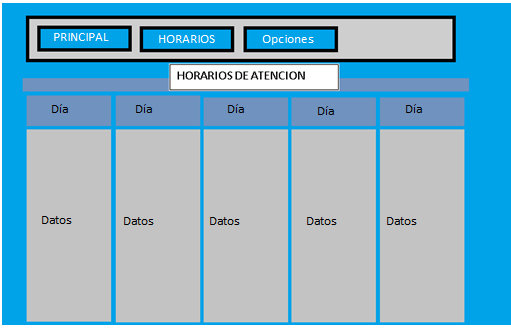 PRINCIPAL
HORARIOS
Opciones
HORARIOS DE ATENCION
Día Día Día Día Día
Datos Datos Datos Datos Datos